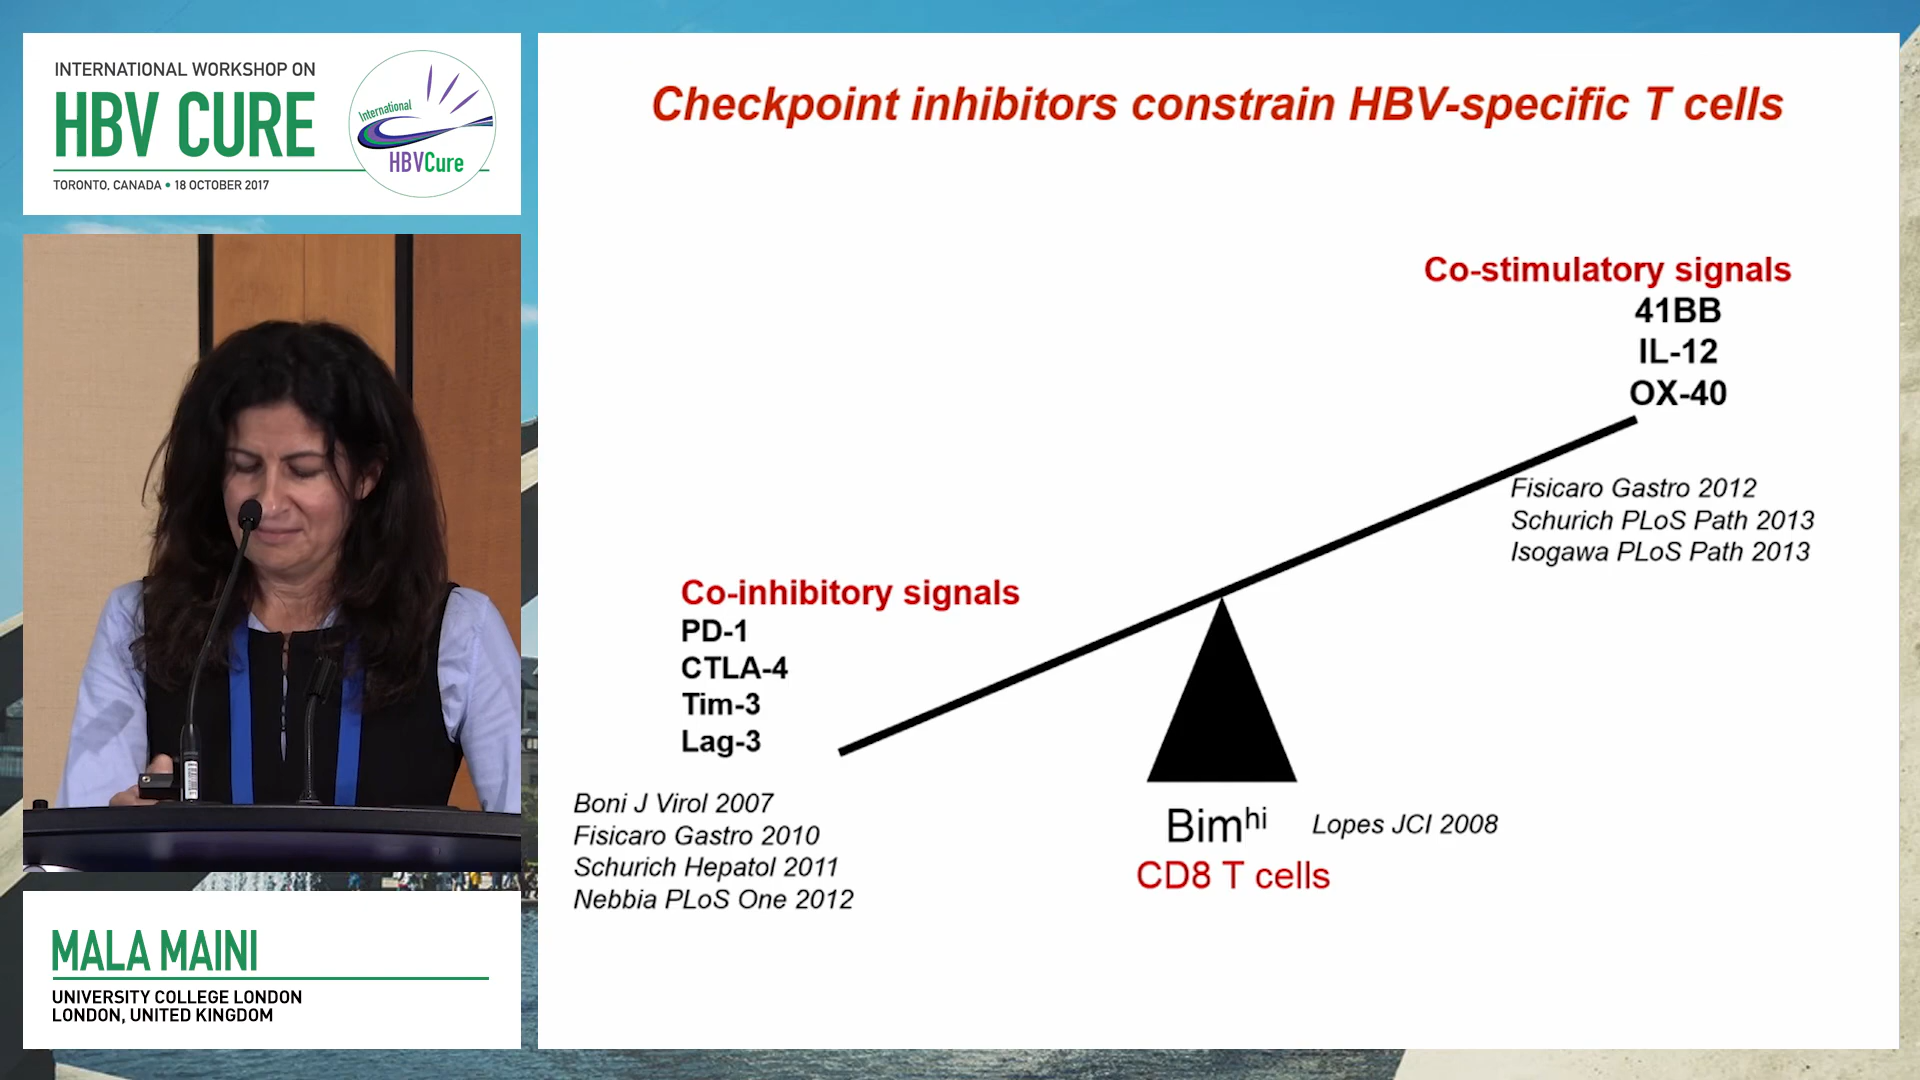 INTERNATIONAL WORKSHOP ON
HBV CURE
TORONTO, CANADA • 18 OCTOBER 2017
International
HBVCure
MALA MAINI
UNIVERSITY COLLEGE LONDON
LONDON, UNITED KINGDOM
Checkpoint inhibitors constrain HBV-specific T cells
Co-stimulatory signals
41BB
IL-12
OX-40
Fisicaro Gastro 2012
Schurich PLoS Path 2013
Isogawa PLoS Path 2013
Co-inhibitory signals
PD-1
CTLA-4
Tim-3
Lag-3
Boni J Virol 2007
Fisicaro Gastro 2010
Schurich Hepatol 2011
Nebbia PLoS One 2012
Bimhi
Lopes JCI 2008
CD8 T cells